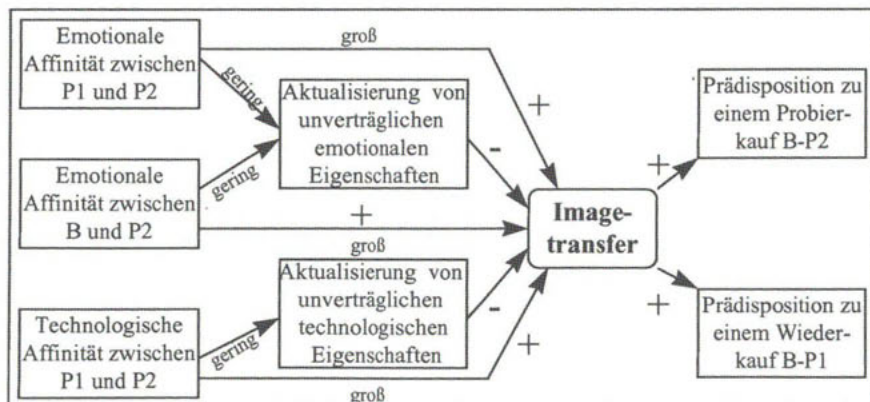 Emotionale
Affinität zwischen
P1 und P2
groß
gering
+
Aktualisierung von
unverträglichen
emotionalen
Eigenschaften
-
Prädisposition zu
einem Probier-
kauf B-P2
+
Emotionale
Affinität zwischen
B und P2
gering
+
groß
Image-
transfer
Technologische
Affinität zwischen
P1 und P2
gering
Aktualisierung von
unverträglichen
technologischen
Eigenschaften
-
+
groß
+
Prädisposition zu
einem Wieder-
kauf B-P1